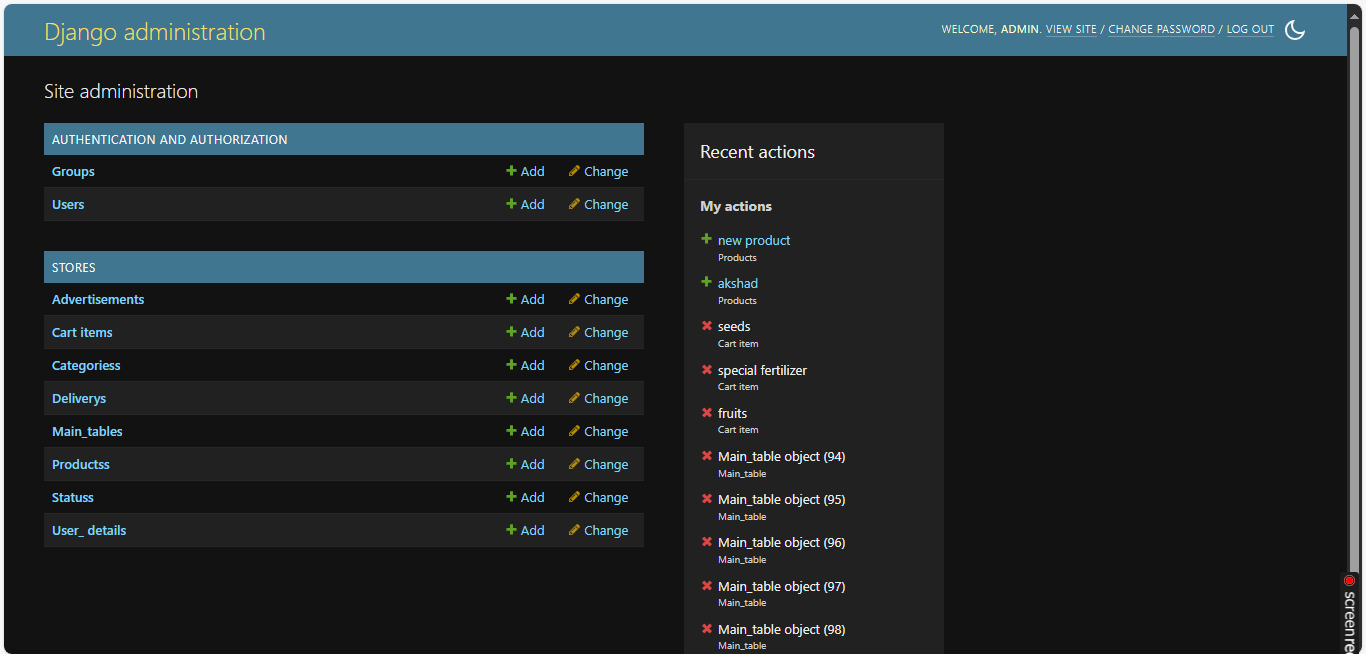 Django administration
WELCOME, ADMIN. VIEW SITE / CHANGE PASSWORD / LOG OUT
Site administration
AUTHENTICATION AND AUTHORIZATION
Groups Add Change
Users Add Change
STORES
Advertisements Add Change
Cart items Add Change
Categoriess Add Change
Deliverys Add Change
Main_tables Add Change
Productss Add Change
Statuss Add Change
User_ details Add Change
Recent actions
My actions
new product
Products
akshad
Products
seeds
Cart item
special fertilizer
Cart item
fruits
Cart item
Main_table object (94)
Main_table
Main_table object (95)
Main_table
Main_table object (96)
Main_table
Main_table object (97)
Main_table
Main_table object (98)
Main_table